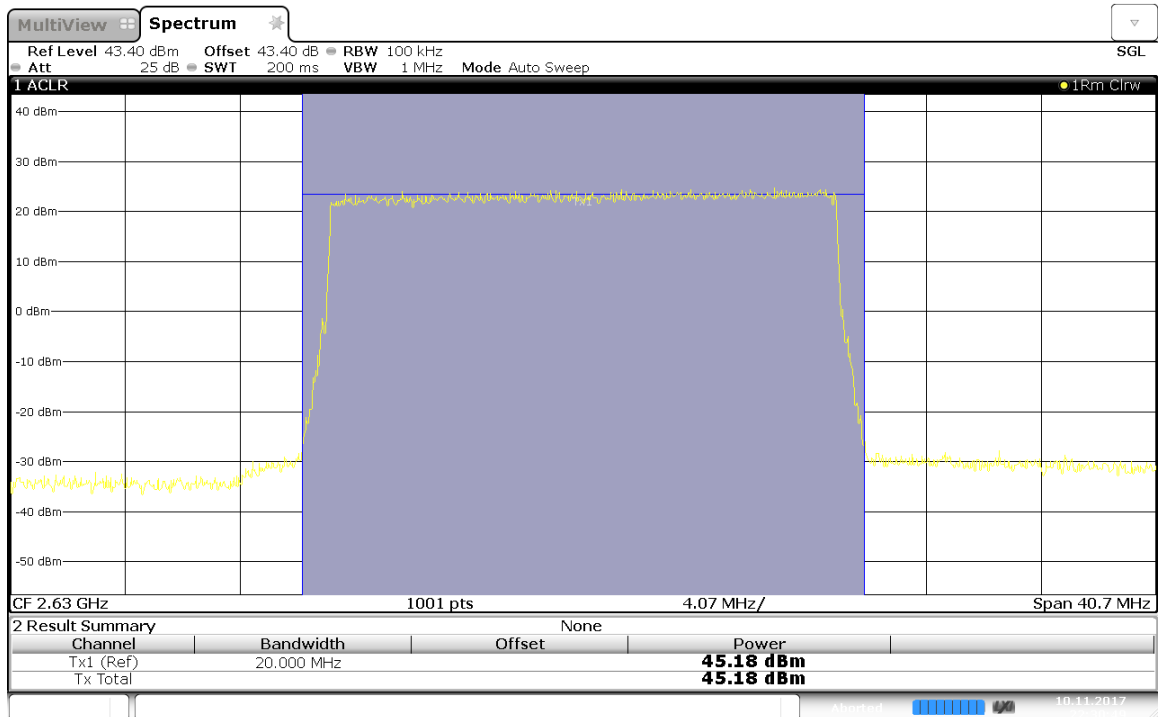 MultiView Spectrum
Ref Level 43.40 dBm Offset 43.40 dB RBW 100 kHz SGL
Att 25 dB SWT 200 ms VBW 1 MHz Mode Auto Sweep
1 ACLR 1Rm Clrw
40 dBm
30 dBm
20 dBm
10 dBm
0 dBm
-10 dBm
-20 dBm
-30 dBm
-40 dBm
-50 dBm
CF 2.63 GHz 1001 pts 4.07 MHz/ Span 40.7 MHz
2 Result Summary None
Channel Bandwidth Offset Power
Tx1 (Ref) 20.000 MHz 45.18 dBm
Tx Total 45.18 dBm
Aborted 10.11.2017